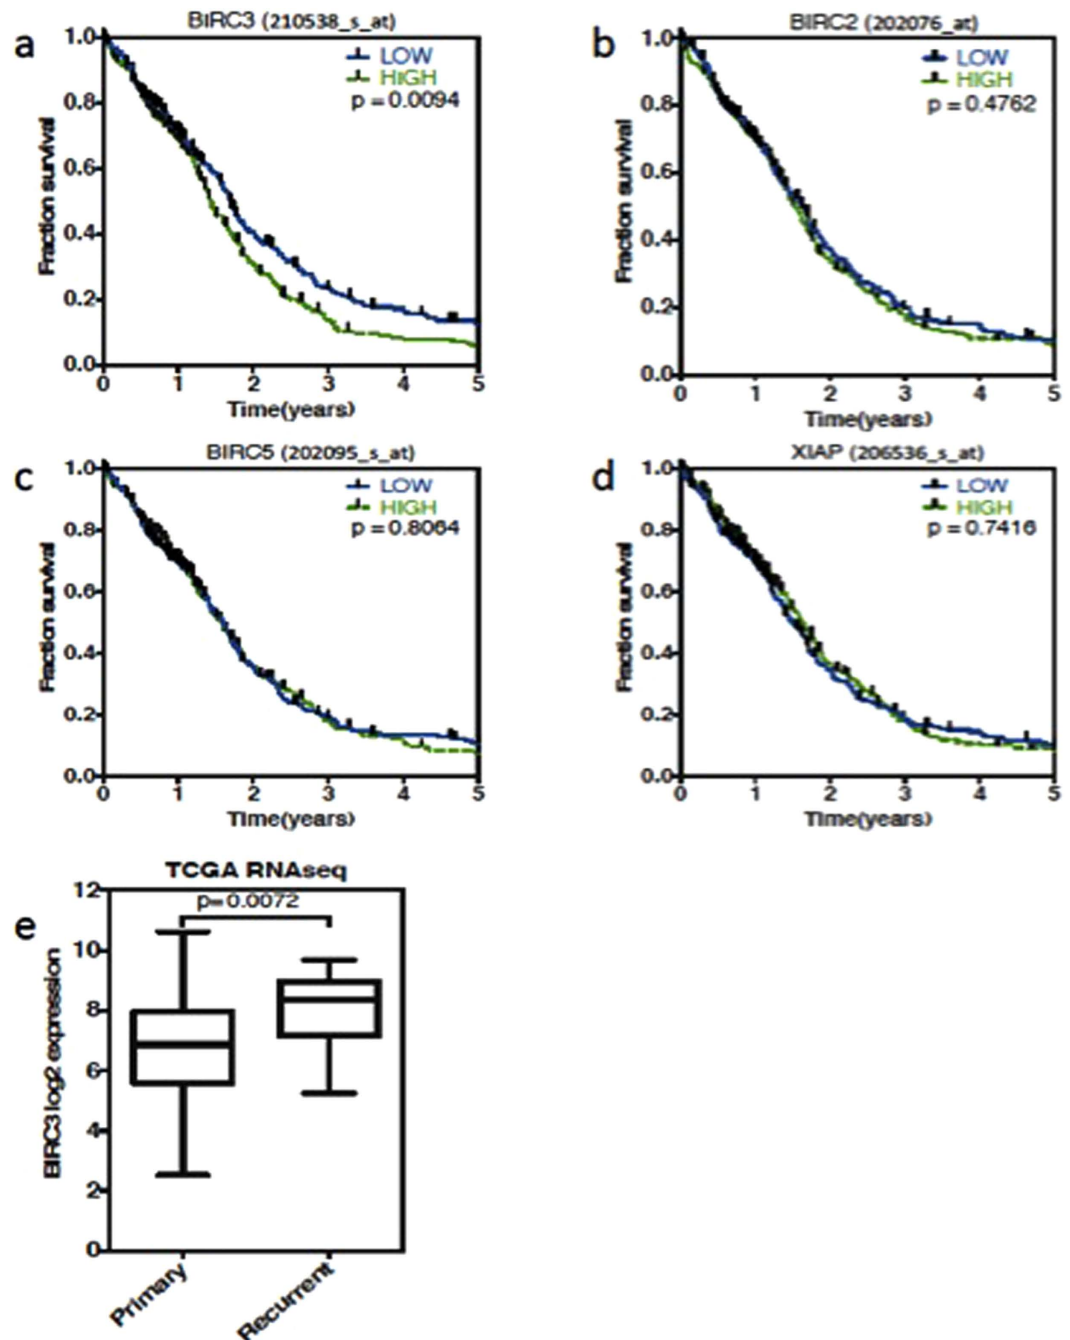 a
BIRC3 (210538_s_at)
1.0
0.8
0.6
0.4
0.2
0.0
Fraction survival
LOW
HIGH
p = 0.0094
0 1 2 3 4 5
Time(years)
b
BIRC2 (202076_at)
1.0
0.8
0.6
0.4
0.2
0.0
Fraction survival
LOW
HIGH
p = 0.4762
0 1 2 3 4 5
Time(years)
c
BIRC5 (202095_s_at)
1.0
0.8
0.6
0.4
0.2
0.0
Fraction survival
LOW
HIGH
p = 0.8064
0 1 2 3 4 5
Time(years)
d
XIAP (206536_s_at)
1.0
0.8
0.6
0.4
0.2
0.0
Fraction survival
LOW
HIGH
p = 0.7416
0 1 2 3 4 5
Time(years)
e
TCGA RNAseq
p=0.0072
12
10
8
6
4
2
0
BIRC3 log2 expression
Primary
Recurrent